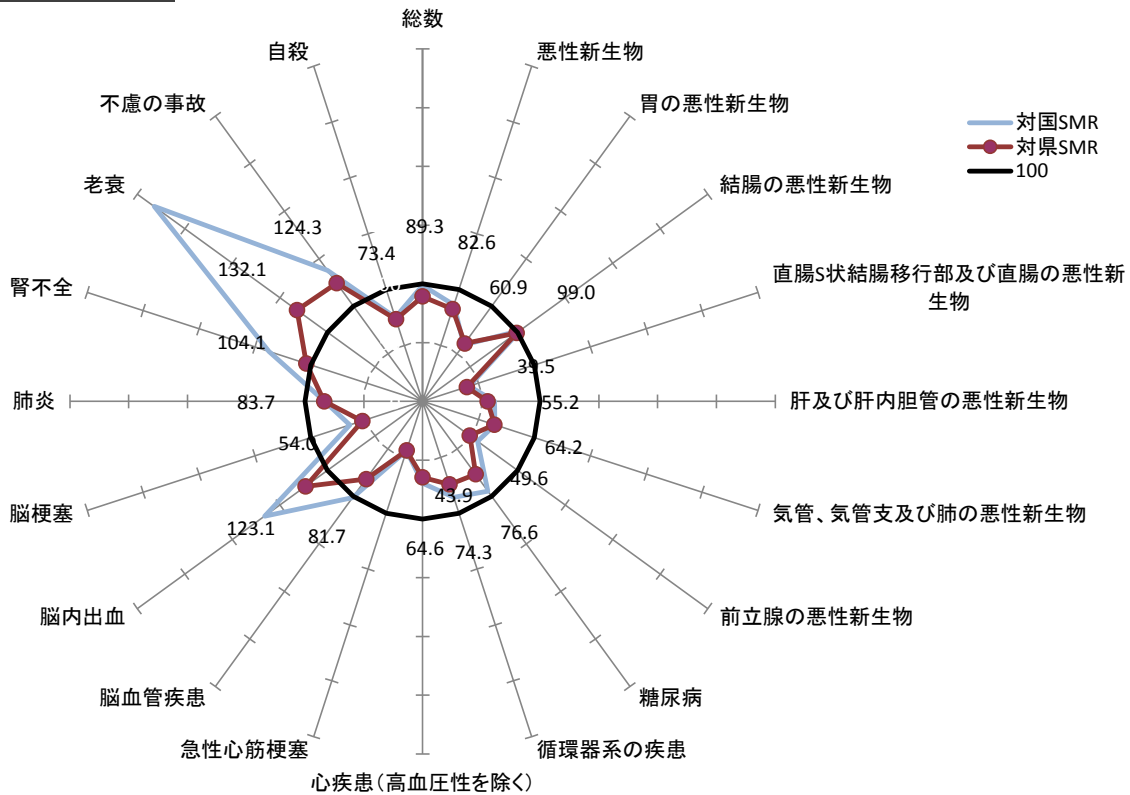 総数
自殺
悪性新生物
不慮の事故
胃の悪性新生物
対国SMR
対県SMR
100
老衰
結腸の悪性新生物
124.3
89.3
82.6
73.4
132.1
60.9
99.0
腎不全
直腸S状結腸移行部及び直腸の悪性新
生物
104.1
39.5
肺炎
83.7
55.2
肝及び肝内胆管の悪性新生物
54.0
64.2
49.6
43.9
脳梗塞
123.1
81.7
64.6
74.3
76.6
気管、気管支及び肺の悪性新生物
脳内出血
前立腺の悪性新生物
脳血管疾患
糖尿病
急性心筋梗塞
循環器系の疾患
心疾患（高血圧性を除く）